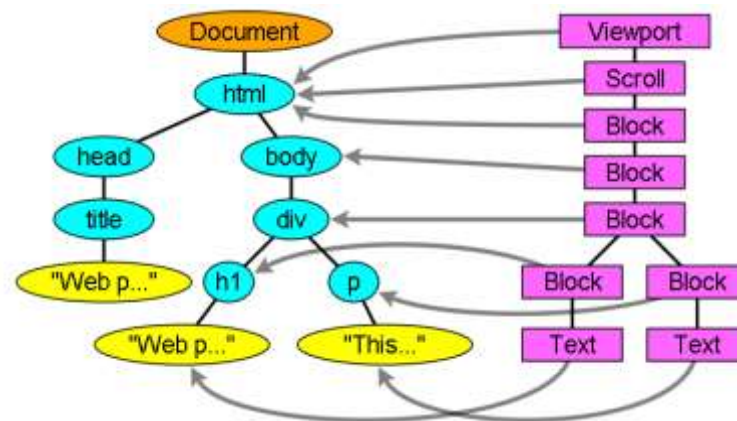 Document
Viewport
html
Scroll
Block
head
body
Block
title
div
Block
"Web p..."
h1
p
Block
Block
"Web p..."
"This..."
Text
Text